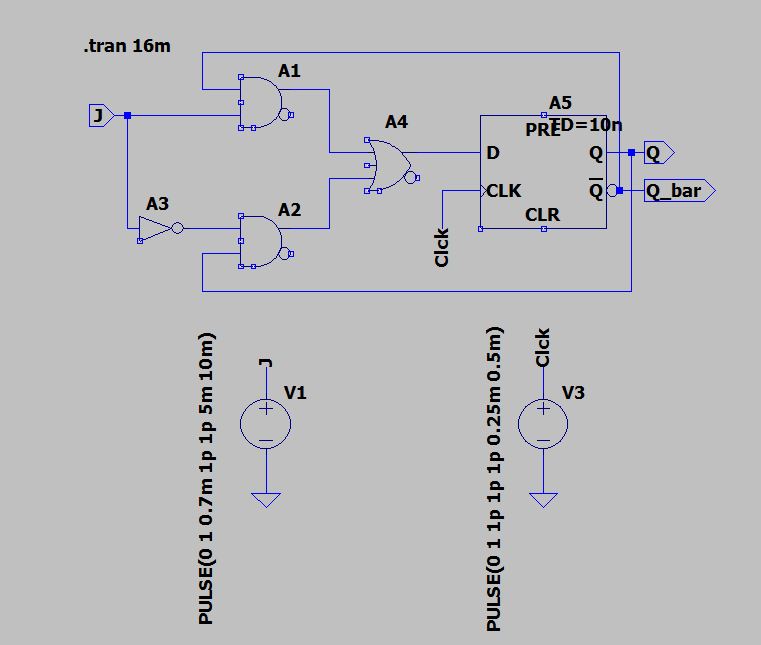 .tran 16m
A1
J
A4
A5
TD=10n
PRE
D
Q
Q
CLK
Q
Q_bar
CLR
A3
A2
Clck
PULSE(0 1 0.7m 1p 1p 5m 10m)
J
V1
PULSE(0 1 1p 1p 1p 0.25m 0.5m)
Clck
V3